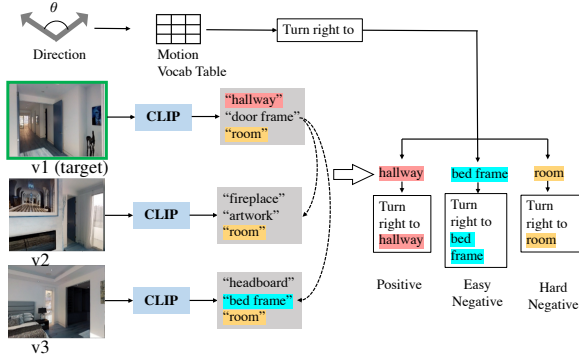 θ
Direction
Motion
Vocab Table
Turn right to
v1 (target)
CLIP
“hallway”
“door frame”
“room”
v2
CLIP
“fireplace”
“artwork”
“room”
v3
CLIP
“headboard”
“bed frame”
“room”
hallway
bed frame
room
Turn
right to
hallway
Turn
right to
bed
frame
Turn
right to
room
Positive
Easy
Negative
Hard
Negative